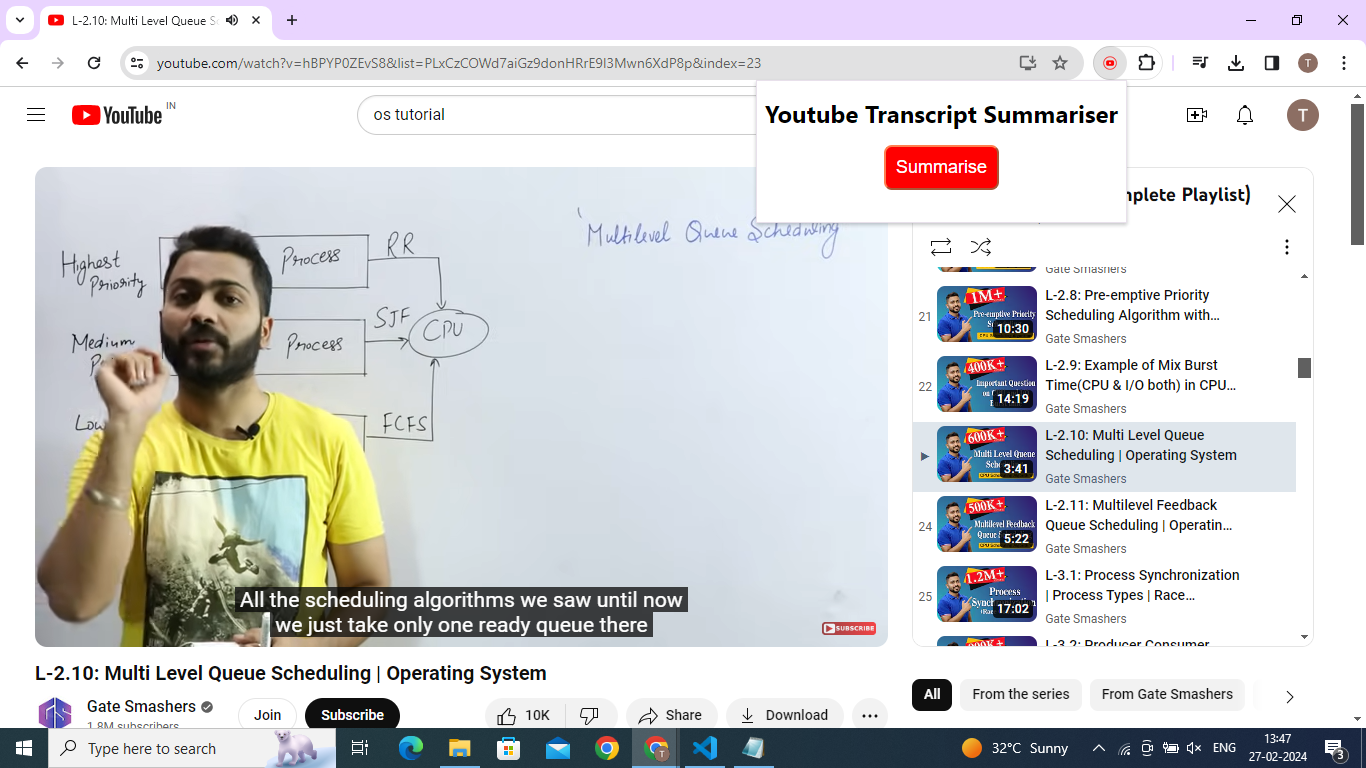 L-2.10: Multi Level Queue S
youtube.com/watch?v=hBPYP0ZEvS8&list=PLxCzCOWd7aiGz9donHRrE9I3Mwn6XdP8p&index=23
T
YouTube IN
os tutorial
T
Youtube Transcript Summariser
Summarise
nplete Playlist)
Multilevel Queue Scheduling
Highest
Priority
Process
RR
Medium
Process
SJF
CPU
FCFS
All the scheduling algorithms we saw until now
we just take only one ready queue there
SUBSCRIBE
L-2.10: Multi Level Queue Scheduling | Operating System
Gate Smashers
1.8M subscribers
Join
Subscribe
10K
Share
Download
Gate Smashers
21
1M+
Pre-emptive Priority
10:30
L-2.8: Pre-emptive Priority
Scheduling Algorithm with…
Gate Smashers
22
400K+
Important Question
14:19
L-2.9: Example of Mix Burst
Time(CPU & I/O both) in CPU…
Gate Smashers
600K+
Multi Level Queue
3:41
L-2.10: Multi Level Queue
Scheduling | Operating System
Gate Smashers
24
500K+
Multilevel Feedback
5:22
L-2.11: Multilevel Feedback
Queue Scheduling | Operatin…
Gate Smashers
25
1.2M+
Process
17:02
L-3.1: Process Synchronization
| Process Types | Race…
Gate Smashers
L-3.2: Producer Consumer
All
From the series
From Gate Smashers
Type here to search
32°C Sunny
ENG
13:47
27-02-2024
3